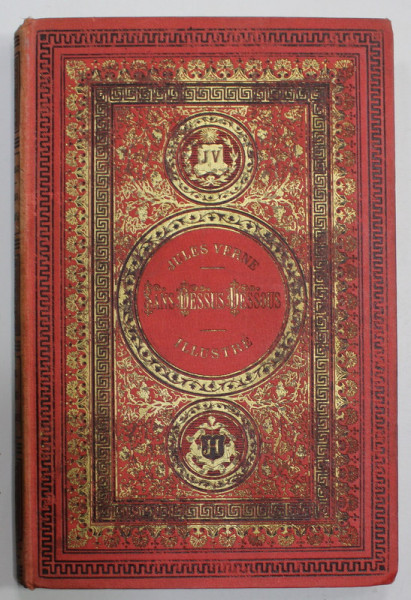 JV
JULES VERNE
SANS DESSUS DESSOUS
ILLUSTRÉ